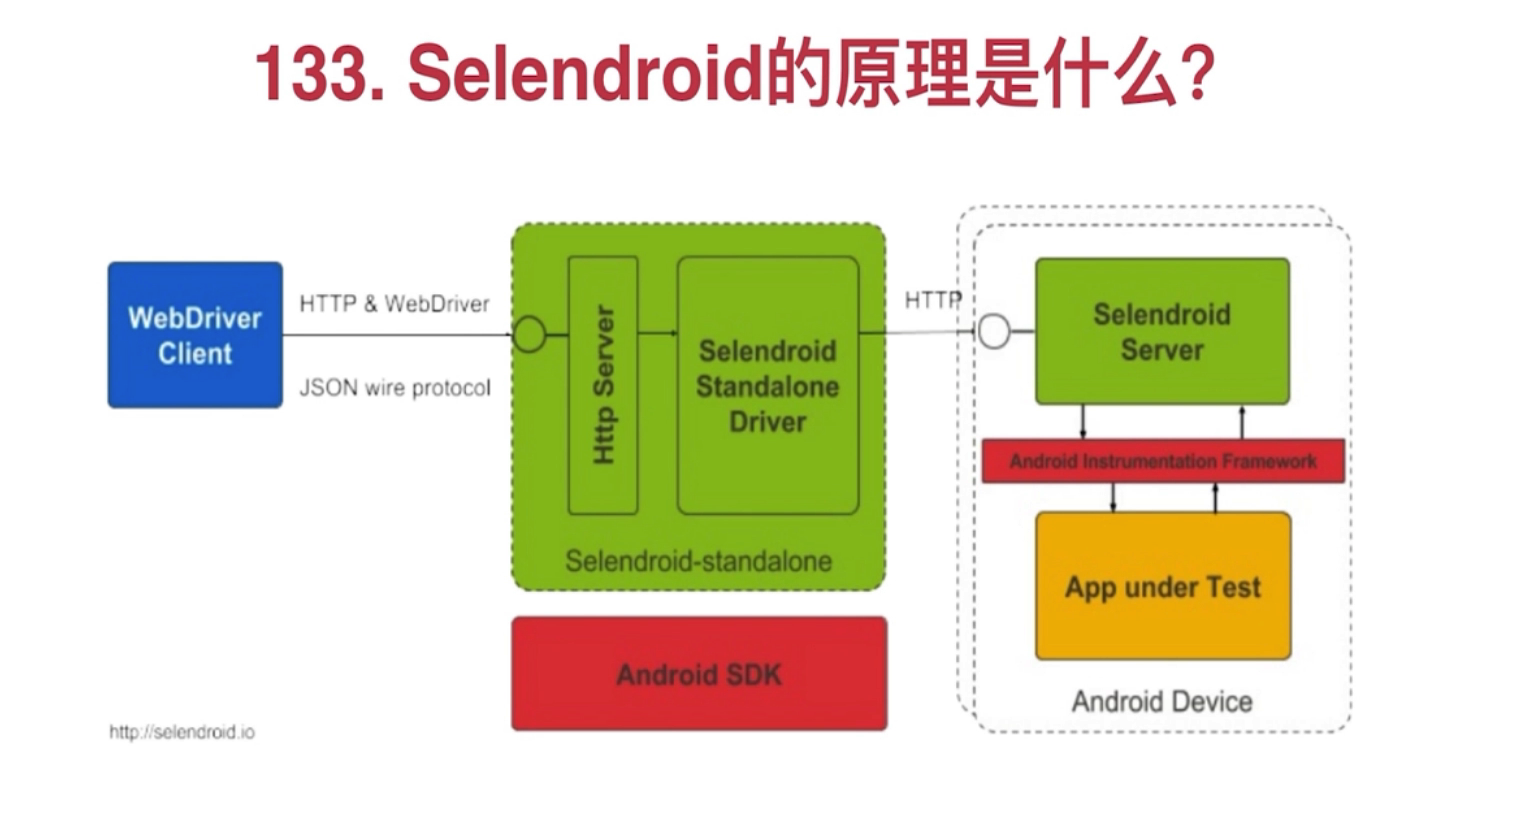 133. Selendroid的原理是什么?
WebDriver
Client
HTTP & WebDriver
JSON wire protocol
Http Server
Selendroid
Standalone
Driver
Selendroid-standalone
Android SDK
HTTP
Selendroid
Server
Android Instrumentation Framework
App under Test
Android Device
http://selendroid.io